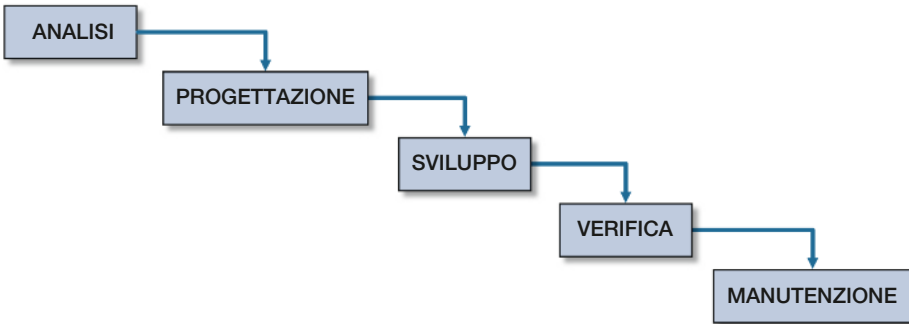 ANALISI
PROGETTAZIONE
SVILUPPO
VERIFICA
MANUTENZIONE